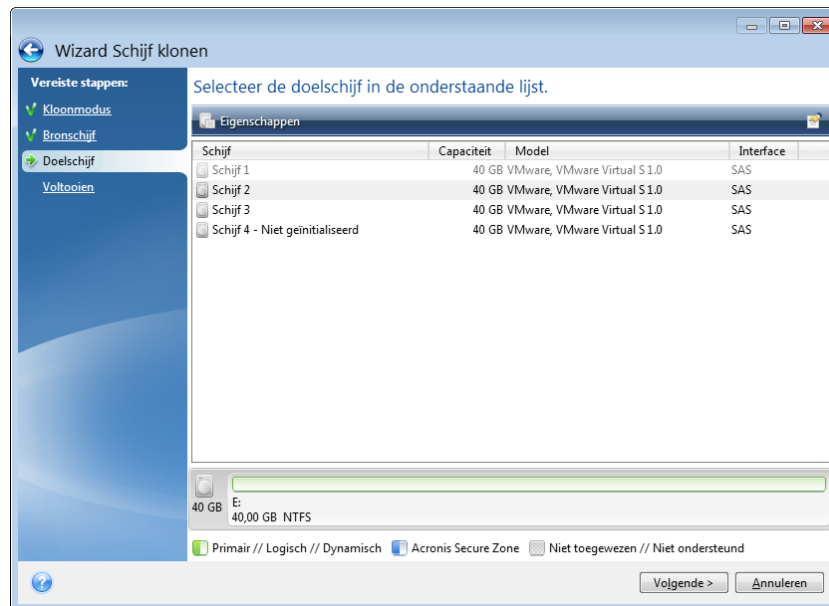 Wizard Schijf klonen
Vereiste stappen:
Kloonmodus
Bronschijf
Doelschijf
Voltooien
Selecteer de doelschijf in de onderstaande lijst.
Eigenschappen
Schijf Capaciteit Model Interface
Schijf 1 40 GB VMware, VMware Virtual S 1.0 SAS
Schijf 2 40 GB VMware, VMware Virtual S 1.0 SAS
Schijf 3 40 GB VMware, VMware Virtual S 1.0 SAS
Schijf 4 - Niet geïnitialiseerd 40 GB VMware, VMware Virtual S 1.0 SAS
40 GB
E:
40,00 GB NTFS
Primair // Logisch // Dynamisch Acronis Secure Zone Niet toegewezen // Niet ondersteund
Volgende > Annuleren